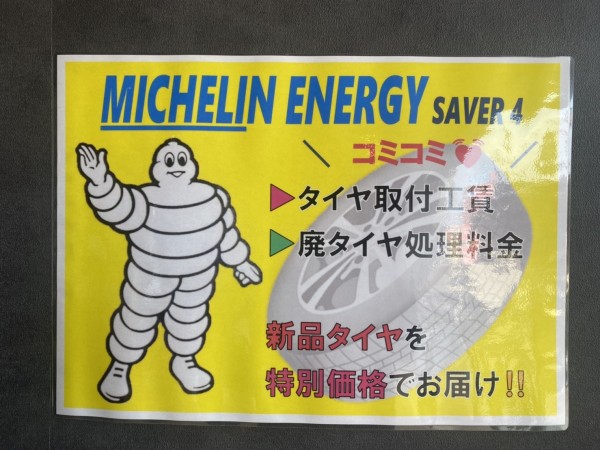 MICHELIN ENERGY SAVER 4
\ コミコミ♥ /
▶タイヤ取付工賃
▶廃タイヤ処理料金
新品タイヤを
特別価格でお届け!!